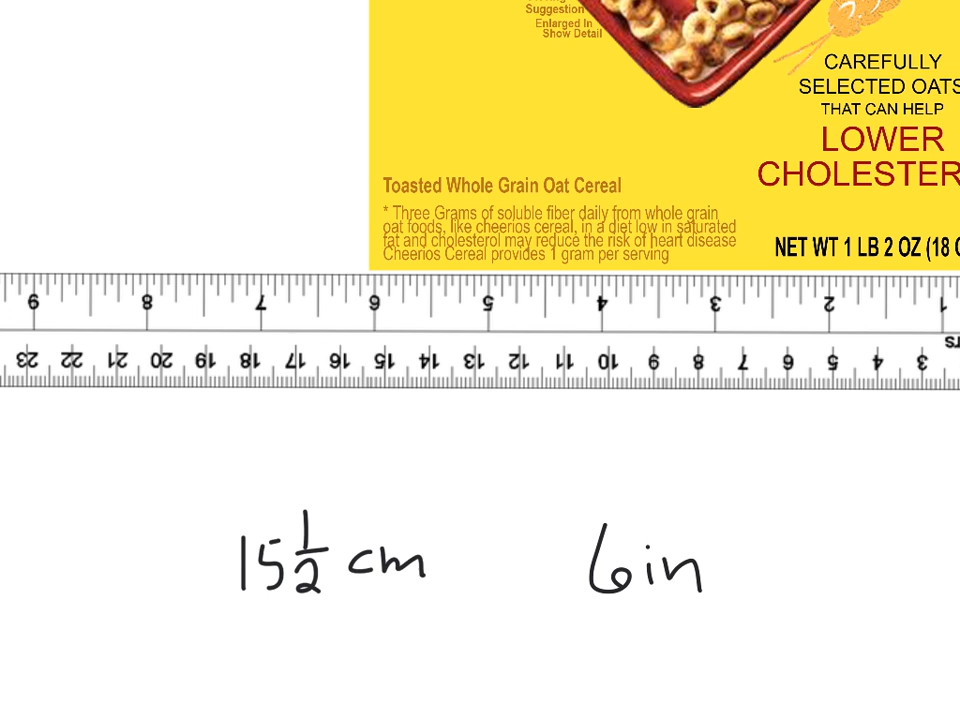 Suggestion
Enlarged In
Show Detail
CAREFULLY
SELECTED OATS
THAT CAN HELP
LOWER
CHOLESTER
Toasted Whole Grain Oat Cereal
* Three Grams of soluble fiber daily from whole grain
oat foods, like cheerios cereal, in a diet low in saturated
fat and cholesterol may reduce the risk of heart disease
Cheerios Cereal provides 1 gram per serving
NET WT 1 LB 2 OZ (18 O
9 8 7 6 5 4 3 2 1
23 22 21 20 19 18 17 16 15 14 13 12 11 10 9 8 7 6 5 4 3
15 1/2 cm 6 in